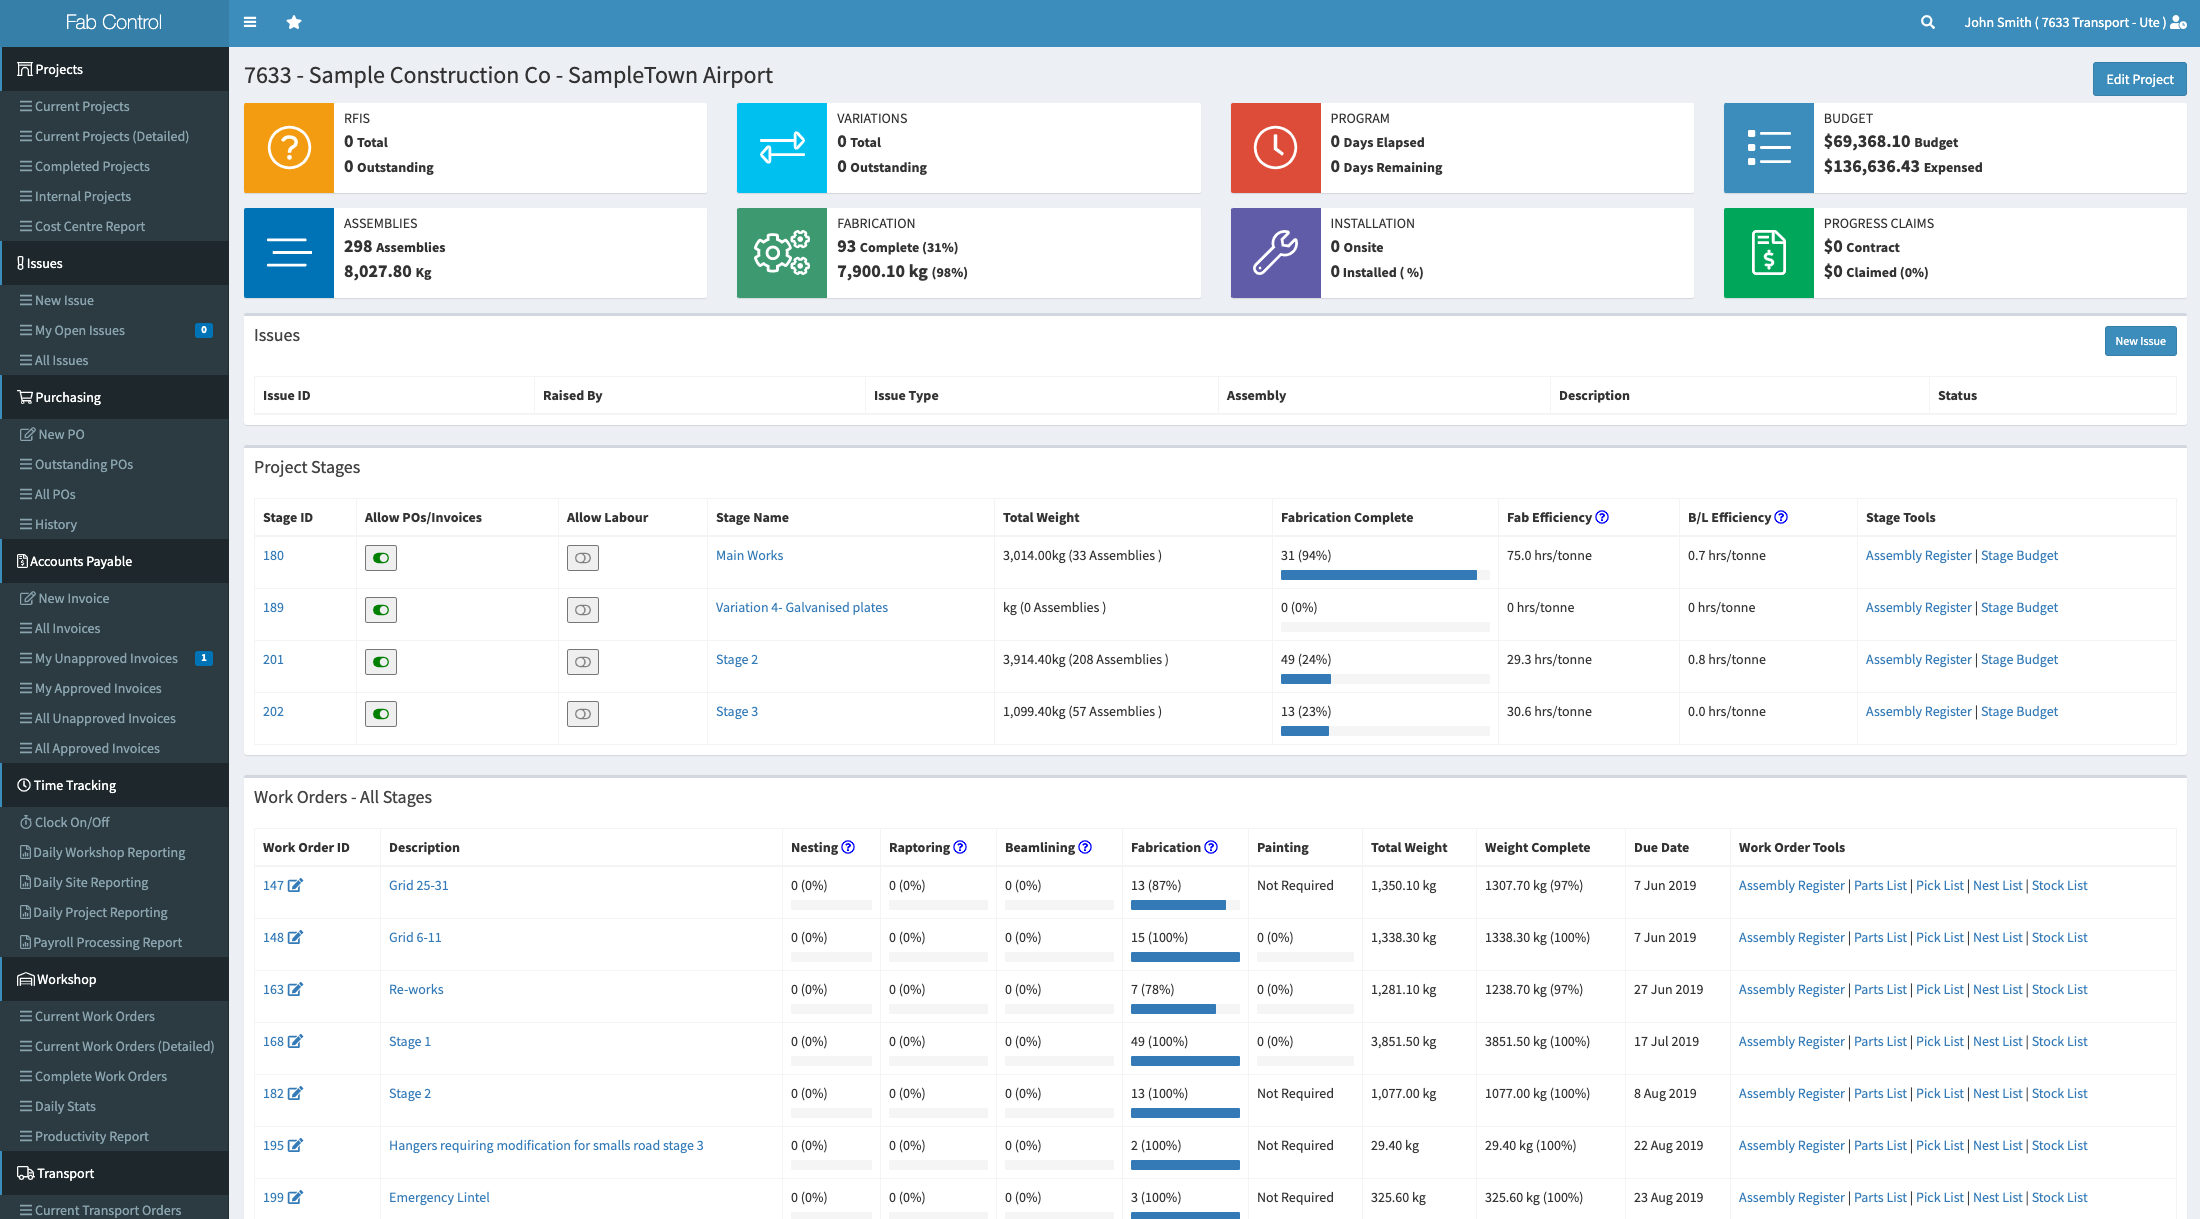 Fab Control
John Smith ( 7633 Transport - Ute )
Projects
Current Projects
Current Projects (Detailed)
Completed Projects
Internal Projects
Cost Centre Report
Issues
New Issue
My Open Issues 0
All Issues
Purchasing
New PO
Outstanding POs
All POs
History
Accounts Payable
New Invoice
All Invoices
My Unapproved Invoices 1
My Approved Invoices
All Unapproved Invoices
All Approved Invoices
Time Tracking
Clock On/Off
Daily Workshop Reporting
Daily Site Reporting
Daily Project Reporting
Payroll Processing Report
Workshop
Current Work Orders
Current Work Orders (Detailed)
Complete Work Orders
Daily Stats
Productivity Report
Transport
Current Transport Orders
7633 - Sample Construction Co - SampleTown Airport
Edit Project
RFIS
0 Total
0 Outstanding
VARIATIONS
0 Total
0 Outstanding
PROGRAM
0 Days Elapsed
0 Days Remaining
BUDGET
$69,368.10 Budget
$136,636.43 Expensed
ASSEMBLIES
298 Assemblies
8,027.80 Kg
FABRICATION
93 Complete (31%)
7,900.10 kg (98%)
INSTALLATION
0 Onsite
0 Installed ( %)
PROGRESS CLAIMS
$0 Contract
$0 Claimed (0%)
Issues
New Issue
Issue ID Raised By Issue Type Assembly Description Status
Project Stages
Stage ID Allow POs/Invoices Allow Labour Stage Name Total Weight Fabrication Complete Fab Efficiency B/L Efficiency Stage Tools
180 Main Works 3,014.00kg (33 Assemblies ) 31 (94%) 75.0 hrs/tonne 0.7 hrs/tonne Assembly Register | Stage Budget
189 Variation 4- Galvanised plates kg (0 Assemblies ) 0 (0%) 0 hrs/tonne 0 hrs/tonne Assembly Register | Stage Budget
201 Stage 2 3,914.40kg (208 Assemblies ) 49 (24%) 29.3 hrs/tonne 0.8 hrs/tonne Assembly Register | Stage Budget
202 Stage 3 1,099.40kg (57 Assemblies ) 13 (23%) 30.6 hrs/tonne 0.0 hrs/tonne Assembly Register | Stage Budget
Work Orders - All Stages
Work Order ID Description Nesting Raptoring Beamlining Fabrication Painting Total Weight Weight Complete Due Date Work Order Tools
147 Grid 25-31 0 (0%) 0 (0%) 0 (0%) 13 (87%) Not Required 1,350.10 kg 1307.70 kg (97%) 7 Jun 2019 Assembly Register | Parts List | Pick List | Nest List | Stock List
148 Grid 6-11 0 (0%) 0 (0%) 0 (0%) 15 (100%) 0 (0%) 1,338.30 kg 1338.30 kg (100%) 7 Jun 2019 Assembly Register | Parts List | Pick List | Nest List | Stock List
163 Re-works 0 (0%) 0 (0%) 0 (0%) 7 (78%) 0 (0%) 1,281.10 kg 1238.70 kg (97%) 27 Jun 2019 Assembly Register | Parts List | Pick List | Nest List | Stock List
168 Stage 1 0 (0%) 0 (0%) 0 (0%) 49 (100%) 0 (0%) 3,851.50 kg 3851.50 kg (100%) 17 Jul 2019 Assembly Register | Parts List | Pick List | Nest List | Stock List
182 Stage 2 0 (0%) 0 (0%) 0 (0%) 13 (100%) Not Required 1,077.00 kg 1077.00 kg (100%) 8 Aug 2019 Assembly Register | Parts List | Pick List | Nest List | Stock List
195 Hangers requiring modification for smalls road stage 3 0 (0%) 0 (0%) 0 (0%) 2 (100%) Not Required 29.40 kg 29.40 kg (100%) 22 Aug 2019 Assembly Register | Parts List | Pick List | Nest List | Stock List
199 Emergency Lintel 0 (0%) 0 (0%) 0 (0%) 3 (100%) Not Required 325.60 kg 325.60 kg (100%) 23 Aug 2019 Assembly Register | Parts List | Pick List | Nest List | Stock List